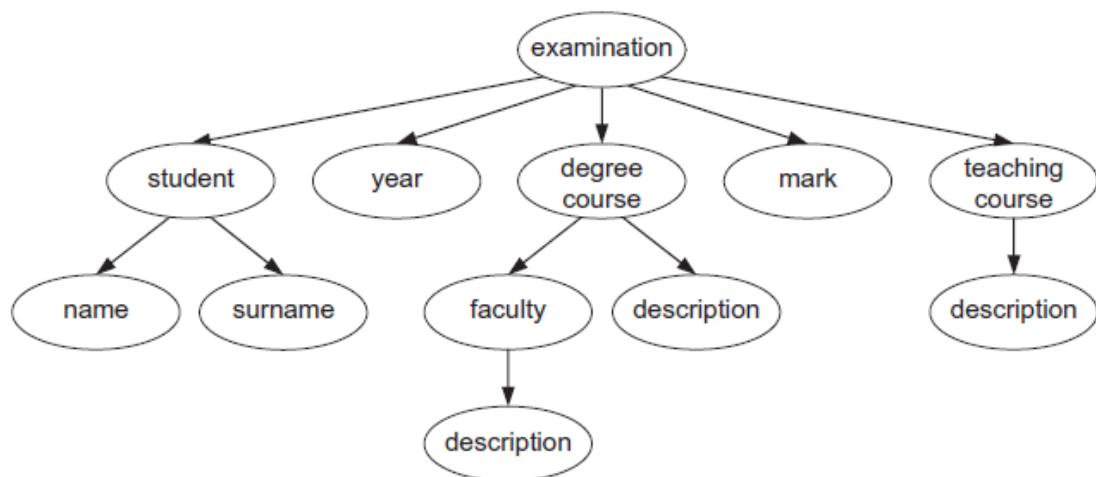 examination
student
year
degree
course
mark
teaching
course
name
surname
faculty
description
description
description